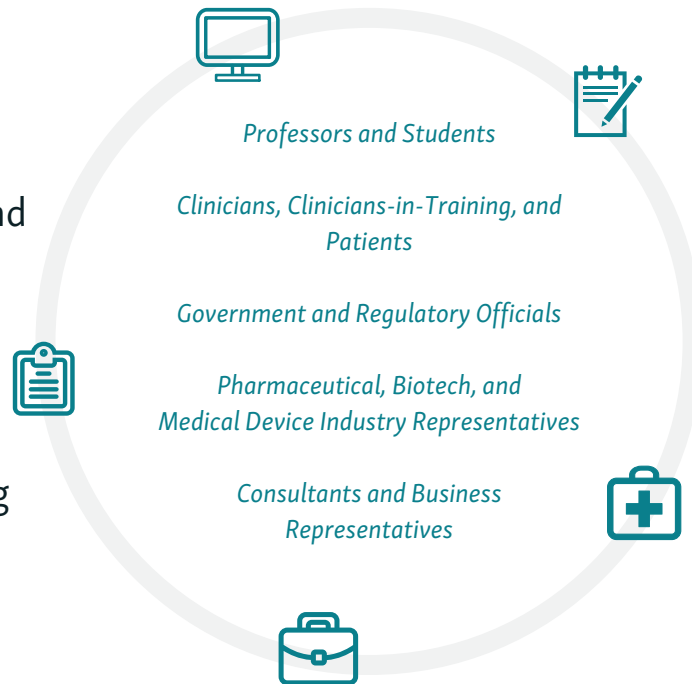 Professors and Students
nd
Clinicians, Clinicians-in-Training, and
Patients
Government and Regulatory Officials
Pharmaceutical, Biotech, and
Medical Device Industry Representatives
g
Consultants and Business
Representatives